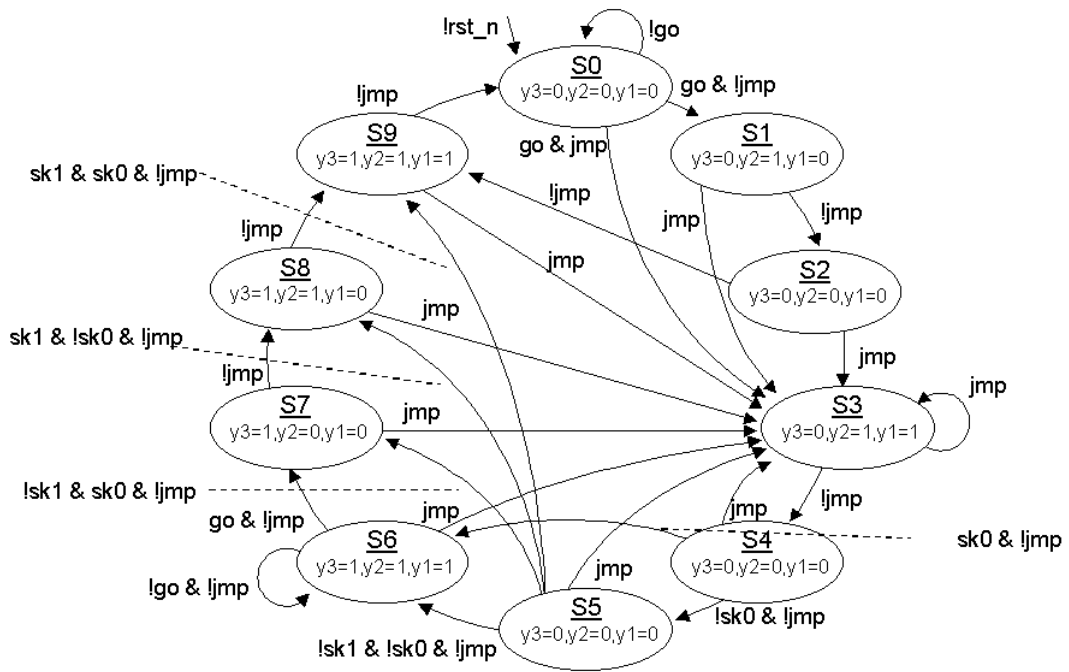 !rst_n
!go
S0
y3=0,y2=0,y1=0
!jmp
go & !jmp
S9
y3=1,y2=1,y1=1
S1
y3=0,y2=1,y1=0
go & jmp
sk1 & sk0 & !jmp
!jmp
jmp
!jmp
!jmp
jmp
S8
y3=1,y2=1,y1=0
S2
y3=0,y2=0,y1=0
jmp
sk1 & !sk0 & !jmp
jmp
!jmp
jmp
S7
y3=1,y2=0,y1=0
jmp
S3
y3=0,y2=1,y1=1
!sk1 & sk0 & !jmp
!jmp
go & !jmp
jmp
jmp
S6
y3=1,y2=1,y1=1
S4
y3=0,y2=0,y1=0
sk0 & !jmp
!go & !jmp
jmp
S5
y3=0,y2=0,y1=0
!sk0 & !jmp
!sk1 & !sk0 & !jmp